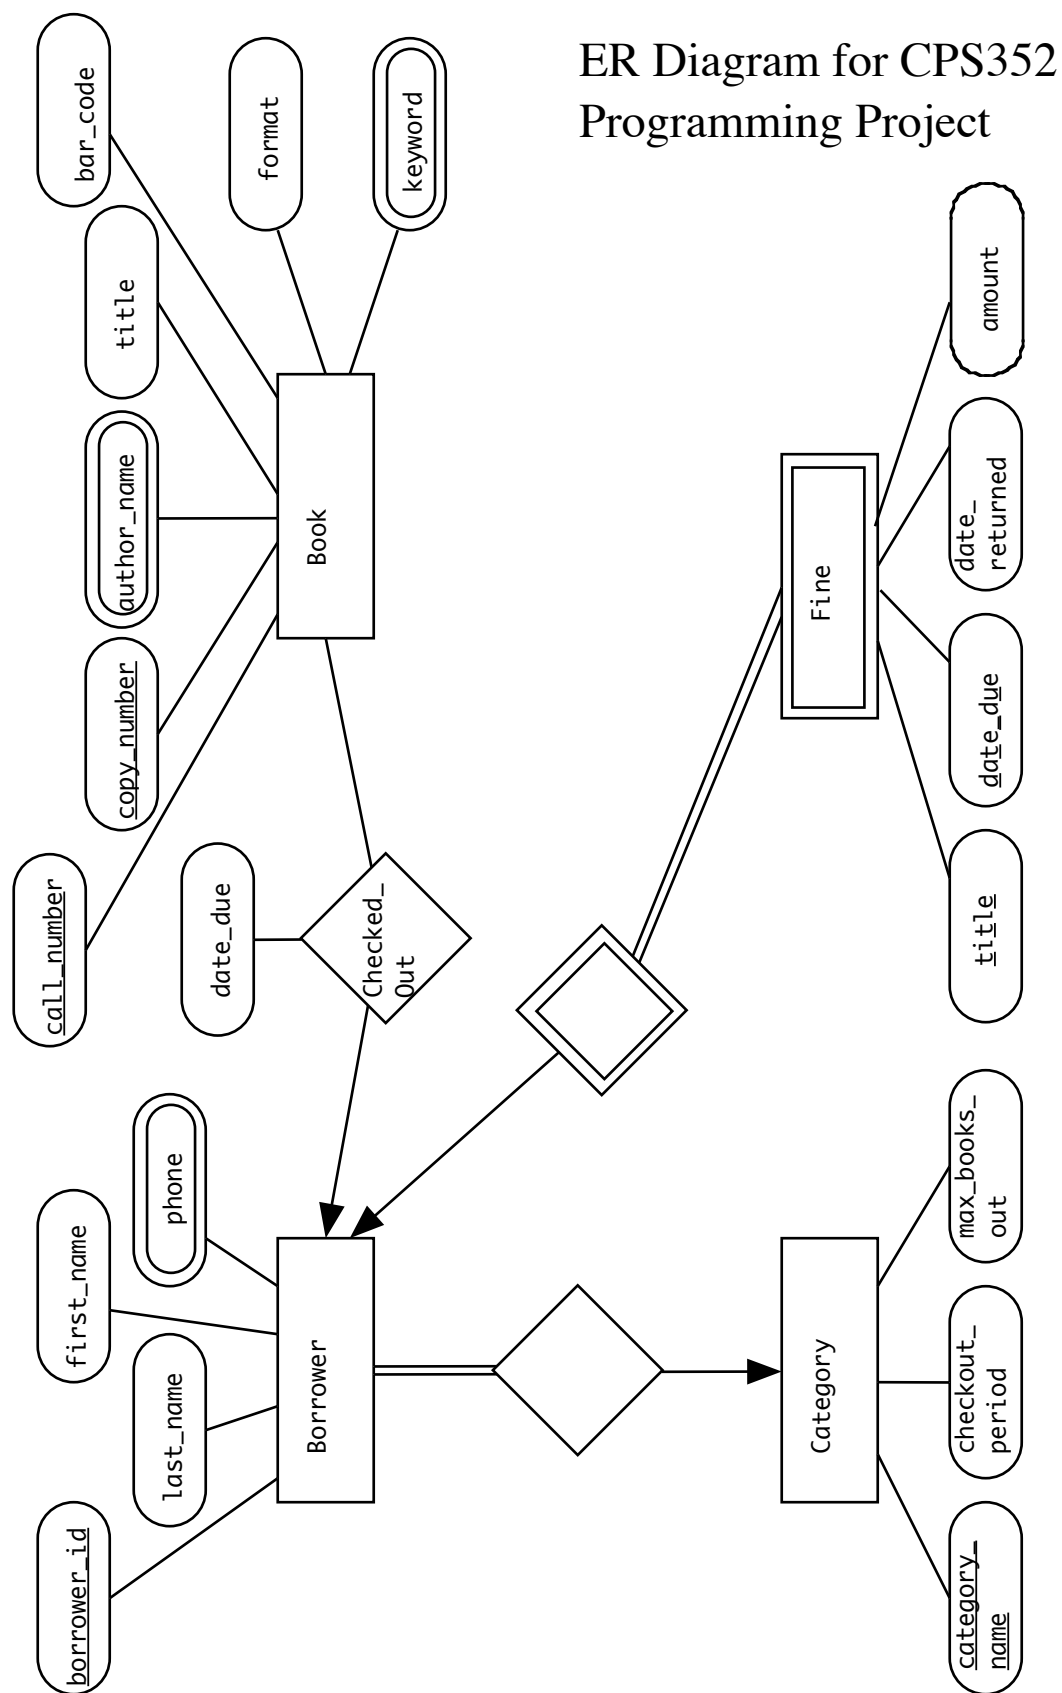 ER Diagram for CPS352
Programming Project
bar_code
title
author_name
copy_number
call_number
format
keyword
Book
date_due
Checked_
Out
phone
first_name
last_name
borrower_id
Borrower
amount
date_
returned
date_due
title
Fine
max_books_
out
checkout_
period
category_
name
Category